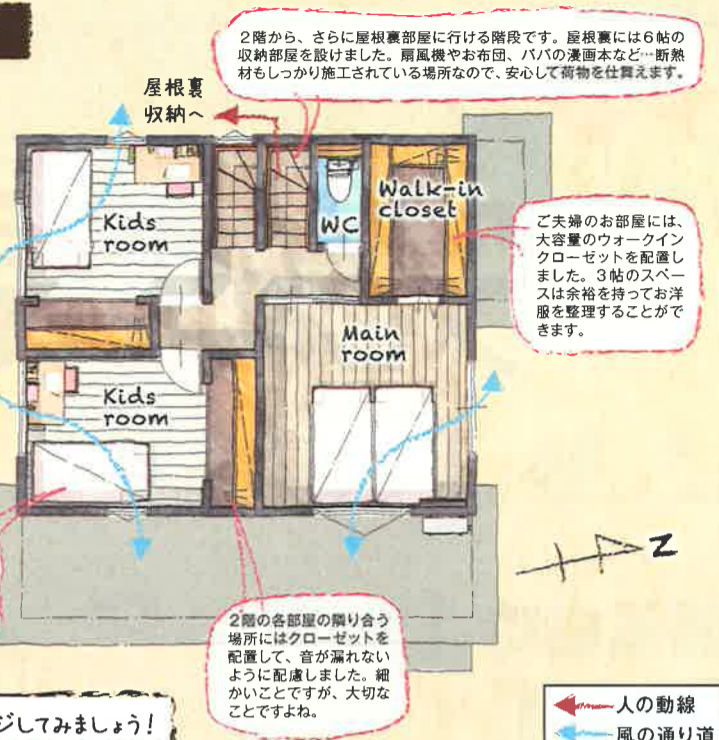 2階から、さらに屋根裏部屋に行ける階段です。屋根裏には6帖の
収納部屋を設けました。扇風機やお布団、パパの漫画本など…断熱
材もしっかり施工されている場所なので、安心して荷物を仕舞えます。
屋根裏
収納へ
Kids
room
WC
Walk-in
closet
ご夫婦のお部屋には、
大容量のウォークイン
クローゼットを配置し
ました。3帖のスペー
スは余裕を持ってお洋
服を整理することがで
きます。
Main
room
Kids
room
Z
2階の各部屋の隣り合う
場所にはクローゼットを
配置して、音が漏れない
ように配慮しました。細
かいことですが、大切な
ことですよね。
ジしてみましょう!
人の動線
風の通り道